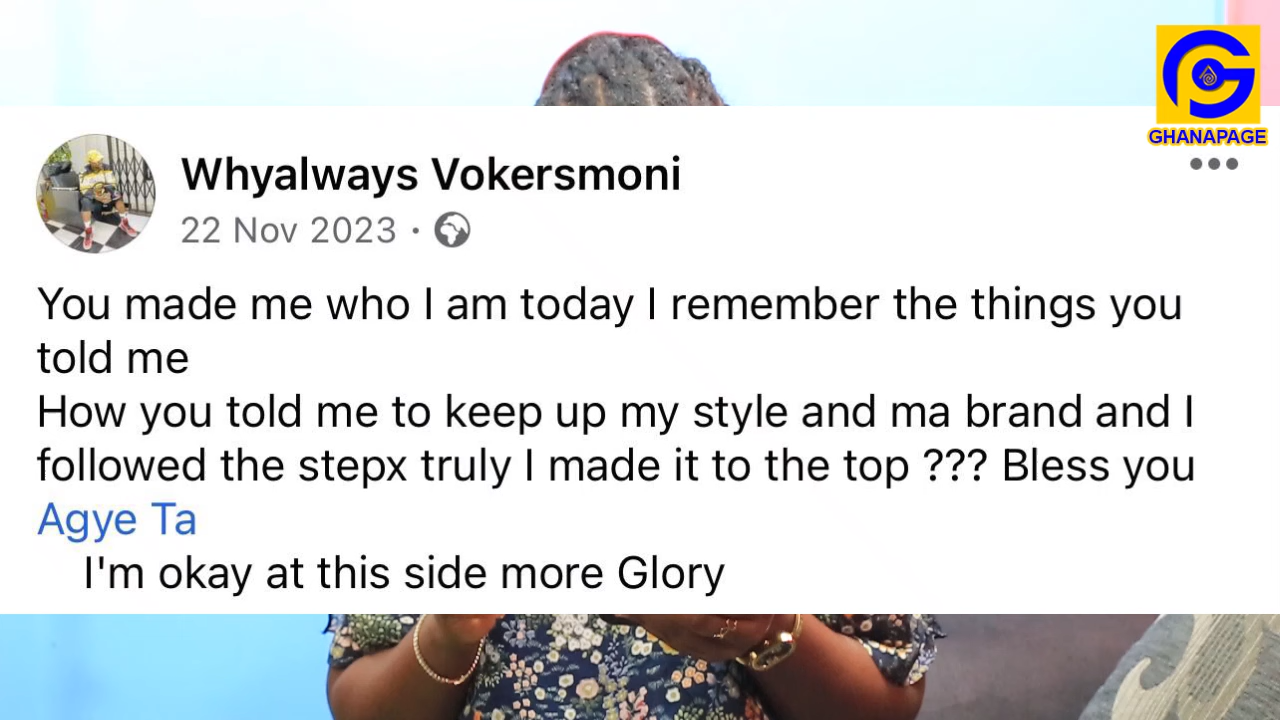 GHANAPAGE
Whyalways Vokersmoni
22 Nov 2023 ·
You made me who I am today I remember the things you
told me
How you told me to keep up my style and ma brand and I
followed the stepx truly I made it to the top ??? Bless you
Agye Ta
I'm okay at this side more Glory